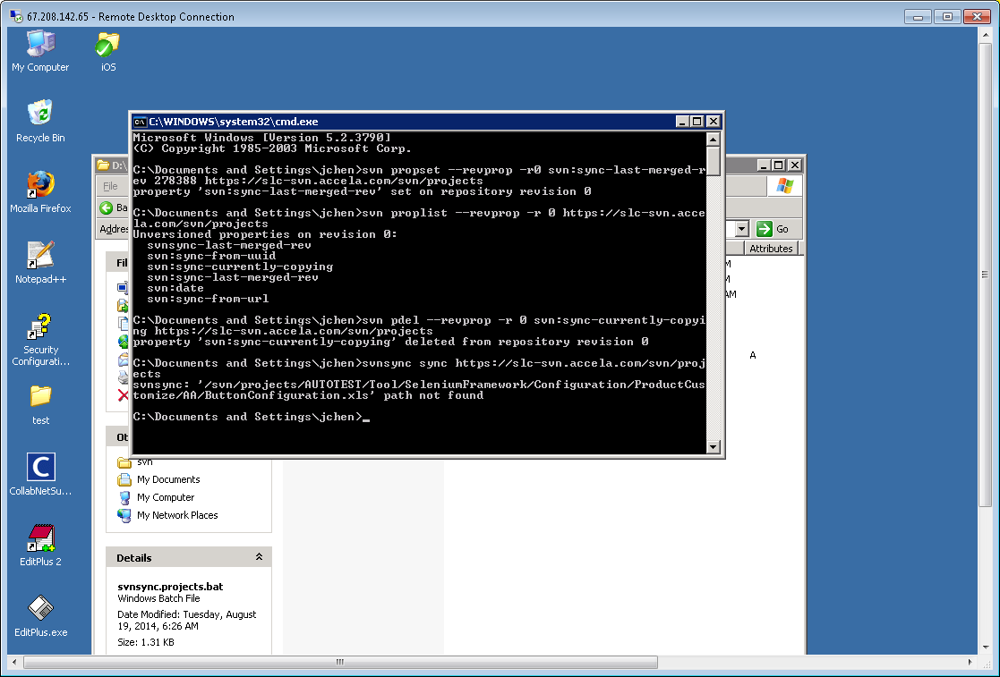 67.208.142.65 - Remote Desktop Connection
My Computer
iOS
Recycle Bin
Mozilla Firefox
Notepad++
Security
Configurati...
test
CollabNetSu...
EditPlus 2
EditPlus.exe
C:\WINDOWS\system32\cmd.exe
Microsoft Windows [Version 5.2.3790]
(C) Copyright 1985-2003 Microsoft Corp.
C:\Documents and Settings\jchen>svn propset --revprop -r0 svn:sync-last-merged-r
ev 278388 https://slc-svn.accela.com/svn/projects
property 'svn:sync-last-merged-rev' set on repository revision 0
C:\Documents and Settings\jchen>svn proplist --revprop -r 0 https://slc-svn.acce
la.com/svn/projects
Unversioned properties on revision 0:
svnsync-last-merged-rev
svn:sync-from-uuid
svn:sync-currently-copying
svn:sync-last-merged-rev
svn:date
svn:sync-from-url
C:\Documents and Settings\jchen>svn pdel --revprop -r 0 svn:sync-currently-copyi
ng https://slc-svn.accela.com/svn/projects
property 'svn:sync-currently-copying' deleted from repository revision 0
C:\Documents and Settings\jchen>svnsync sync https://slc-svn.accela.com/svn/proj
ects
svnsync: '/svn/projects/AUTOTEST/Tool/SeleniumFramework/Configuration/ProductCus
tomize/AA/ButtonConfiguration.xls' path not found
C:\Documents and Settings\jchen>_
D:\
File
Ba
Addres
Go
Attributes
M
M
AM
A
Fil
Ot
svn
My Documents
My Computer
My Network Places
Details
svnsync.projects.bat
Windows Batch File
Date Modified: Tuesday, August
19, 2014, 6:26 AM
Size: 1.31 KB